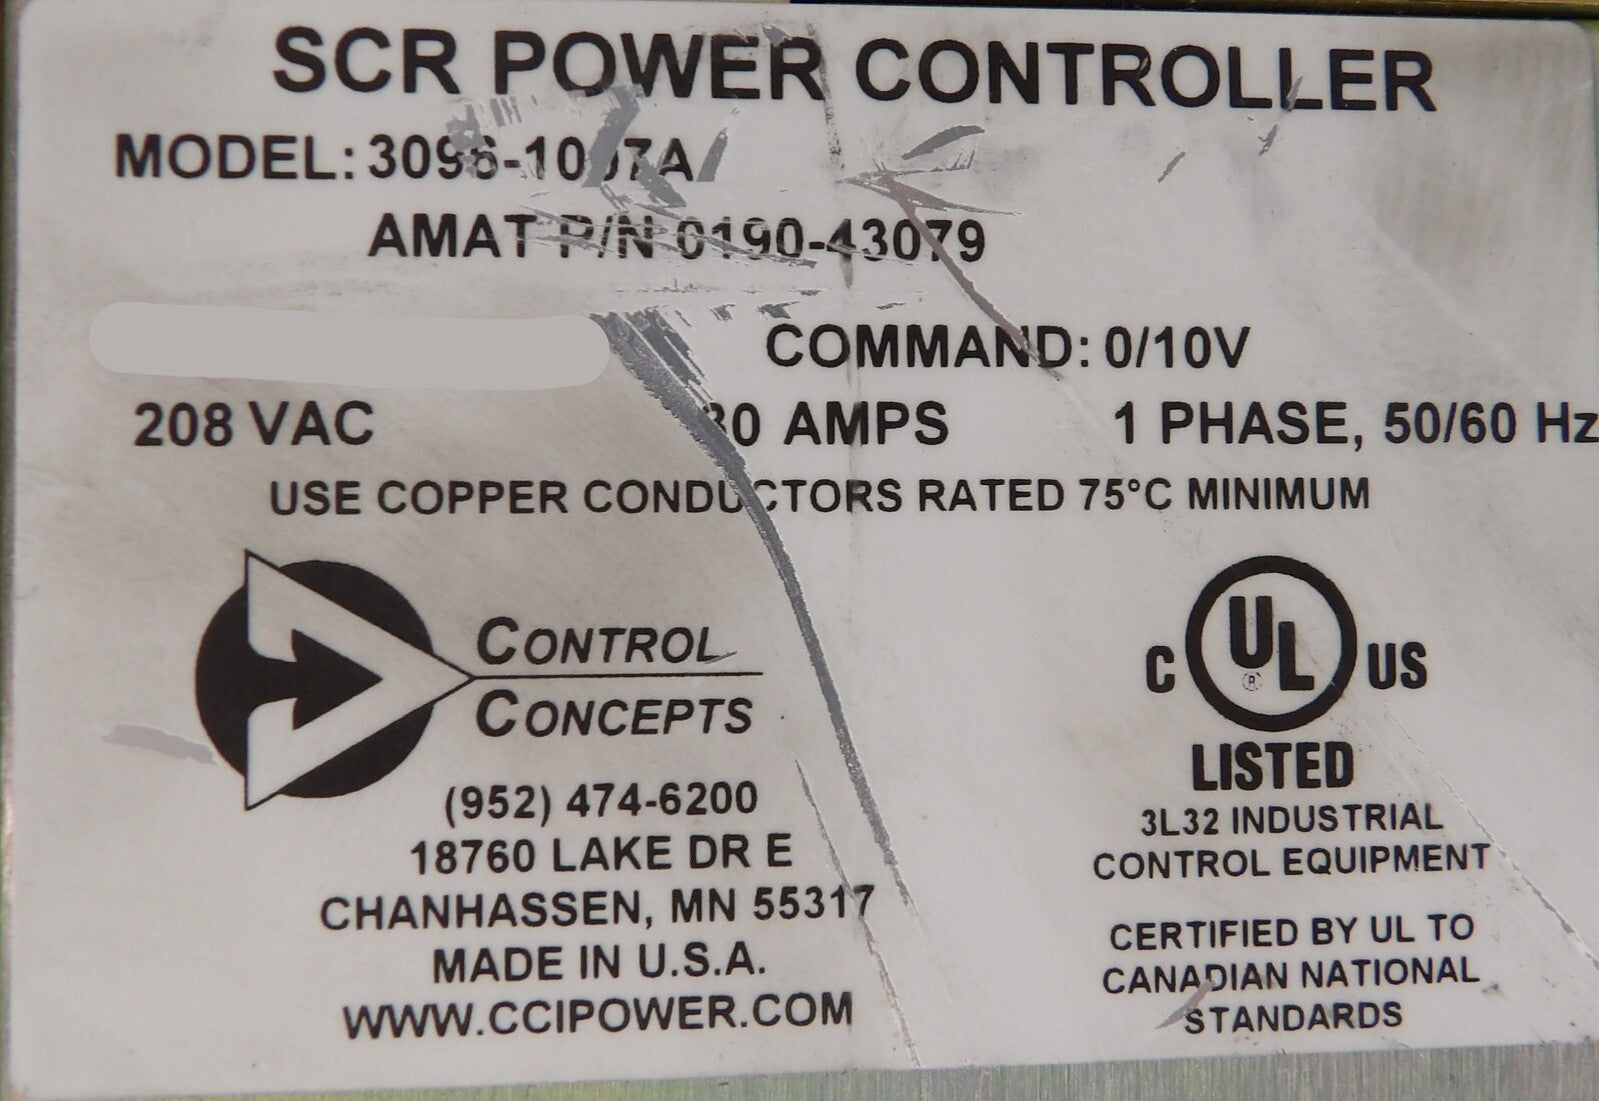 SCR POWER CONTROLLER
MODEL: 3096-1007A
AMAT P/N 0190-43079
COMMAND: 0/10V
208 VAC AMPS 1 PHASE, 50/60 Hz
USE COPPER CONDUCTORS RATED 75°C MINIMUM
CONTROL
CONCEPTS
(952) 474-6200
18760 LAKE DR E
CHANHASSEN, MN 55317
MADE IN U.S.A.
WWW.CCIPOWER.COM
C UL ® US
LISTED
3L32 INDUSTRIAL
CONTROL EQUIPMENT
CERTIFIED BY UL TO
CANADIAN NATIONAL
STANDARDS